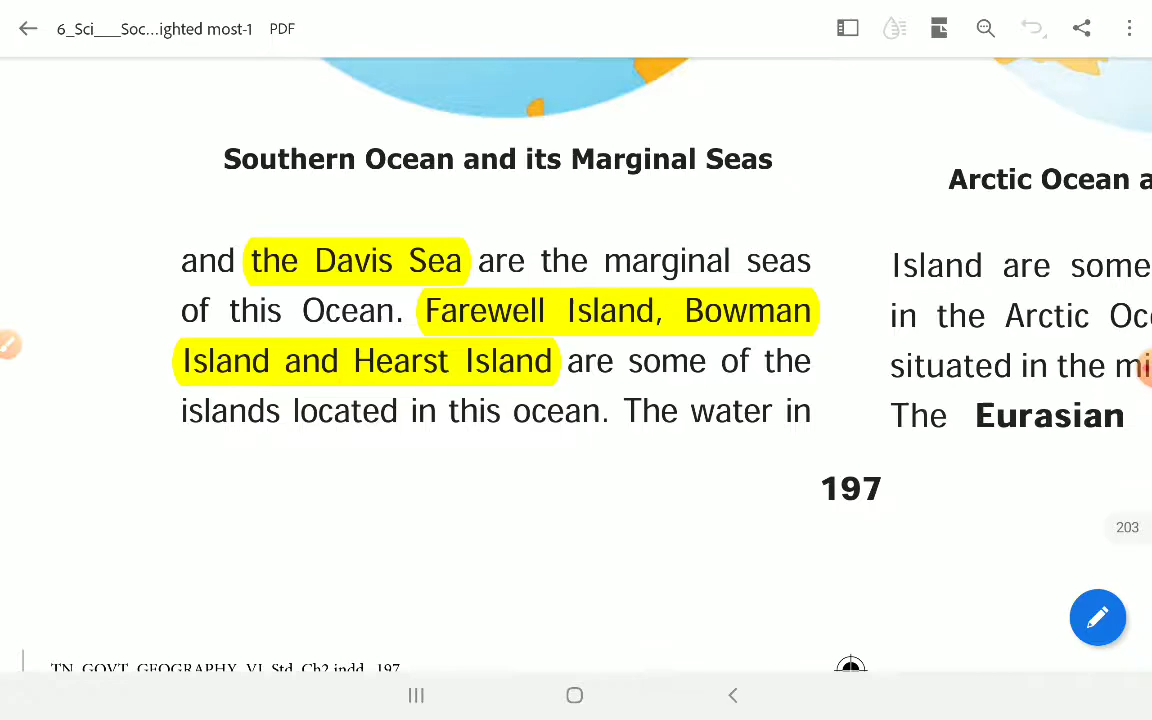 6_Sci___Soc...ighted most-1 PDF
Southern Ocean and its Marginal Seas
and the Davis Sea are the marginal seas
of this Ocean. Farewell Island, Bowman
Island and Hearst Island are some of the
islands located in this ocean. The water in
Arctic Ocean a
Island are some
in the Arctic Oc
situated in the mi
The Eurasian
197
203
TN_GOVT_GEOGRAPHY_VI_Std_Ch2.indd 197